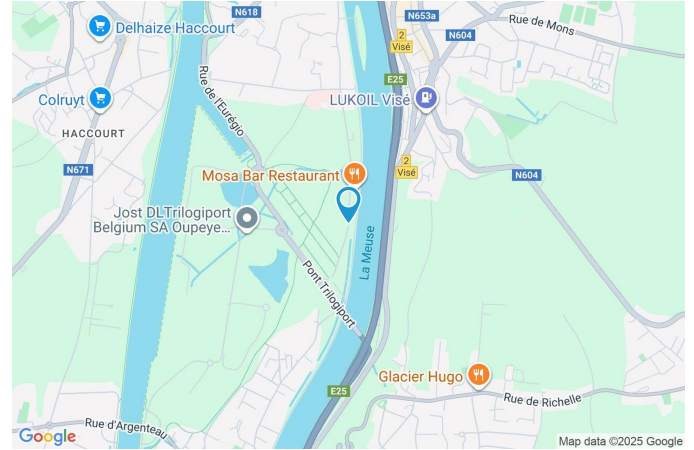 N618
N653a
Rue de Mons
Delhaize Haccourt
2
Visé
N604
E25
Rue de l'Eurégio
Colruyt
LUKOIL Visé
HACCOURT
N671
Mosa Bar Restaurant
2
Visé
N604
N604
Jost DLTrilogiport
Belgium SA Oupeye...
La Meuse
Pont Trilogiport
Glacier Hugo
E25
Rue de Richelle
Rue d'Argenteau
Google
Map data ©2025 Google